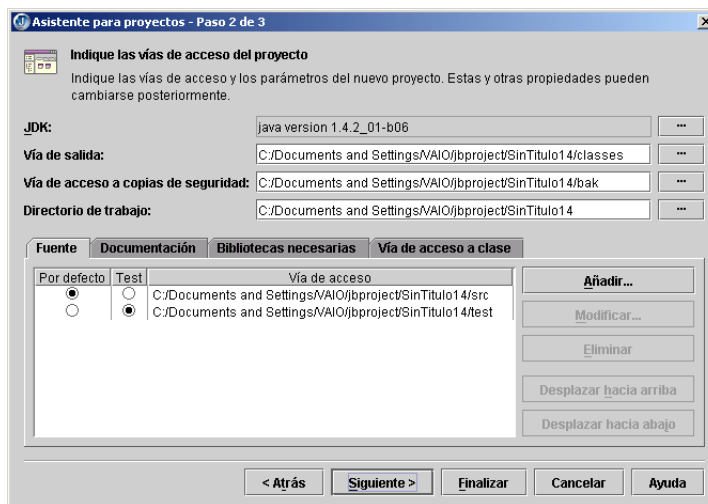 Asistente para proyectos - Paso 2 de 3
Indique las vías de acceso del proyecto
Indique las vías de acceso y los parámetros del nuevo proyecto. Estas y otras propiedades pueden
cambiarse posteriormente.
JDK: java version 1.4.2_01-b06 ...
Vía de salida: C:/Documents and Settings/VAIO/jbproject/SinTitulo14/classes ...
Vía de acceso a copias de seguridad: C:/Documents and Settings/VAIO/jbproject/SinTitulo14/bak ...
Directorio de trabajo: C:/Documents and Settings/VAIO/jbproject/SinTitulo14 ...
Fuente Documentación Bibliotecas necesarias Vía de acceso a clase
Por defecto Test Vía de acceso
C:/Documents and Settings/VAIO/jbproject/SinTitulo14/src
C:/Documents and Settings/VAIO/jbproject/SinTitulo14/test
Añadir...
Modificar...
Eliminar
Desplazar hacia arriba
Desplazar hacia abajo
< Atrás Siguiente > Finalizar Cancelar Ayuda